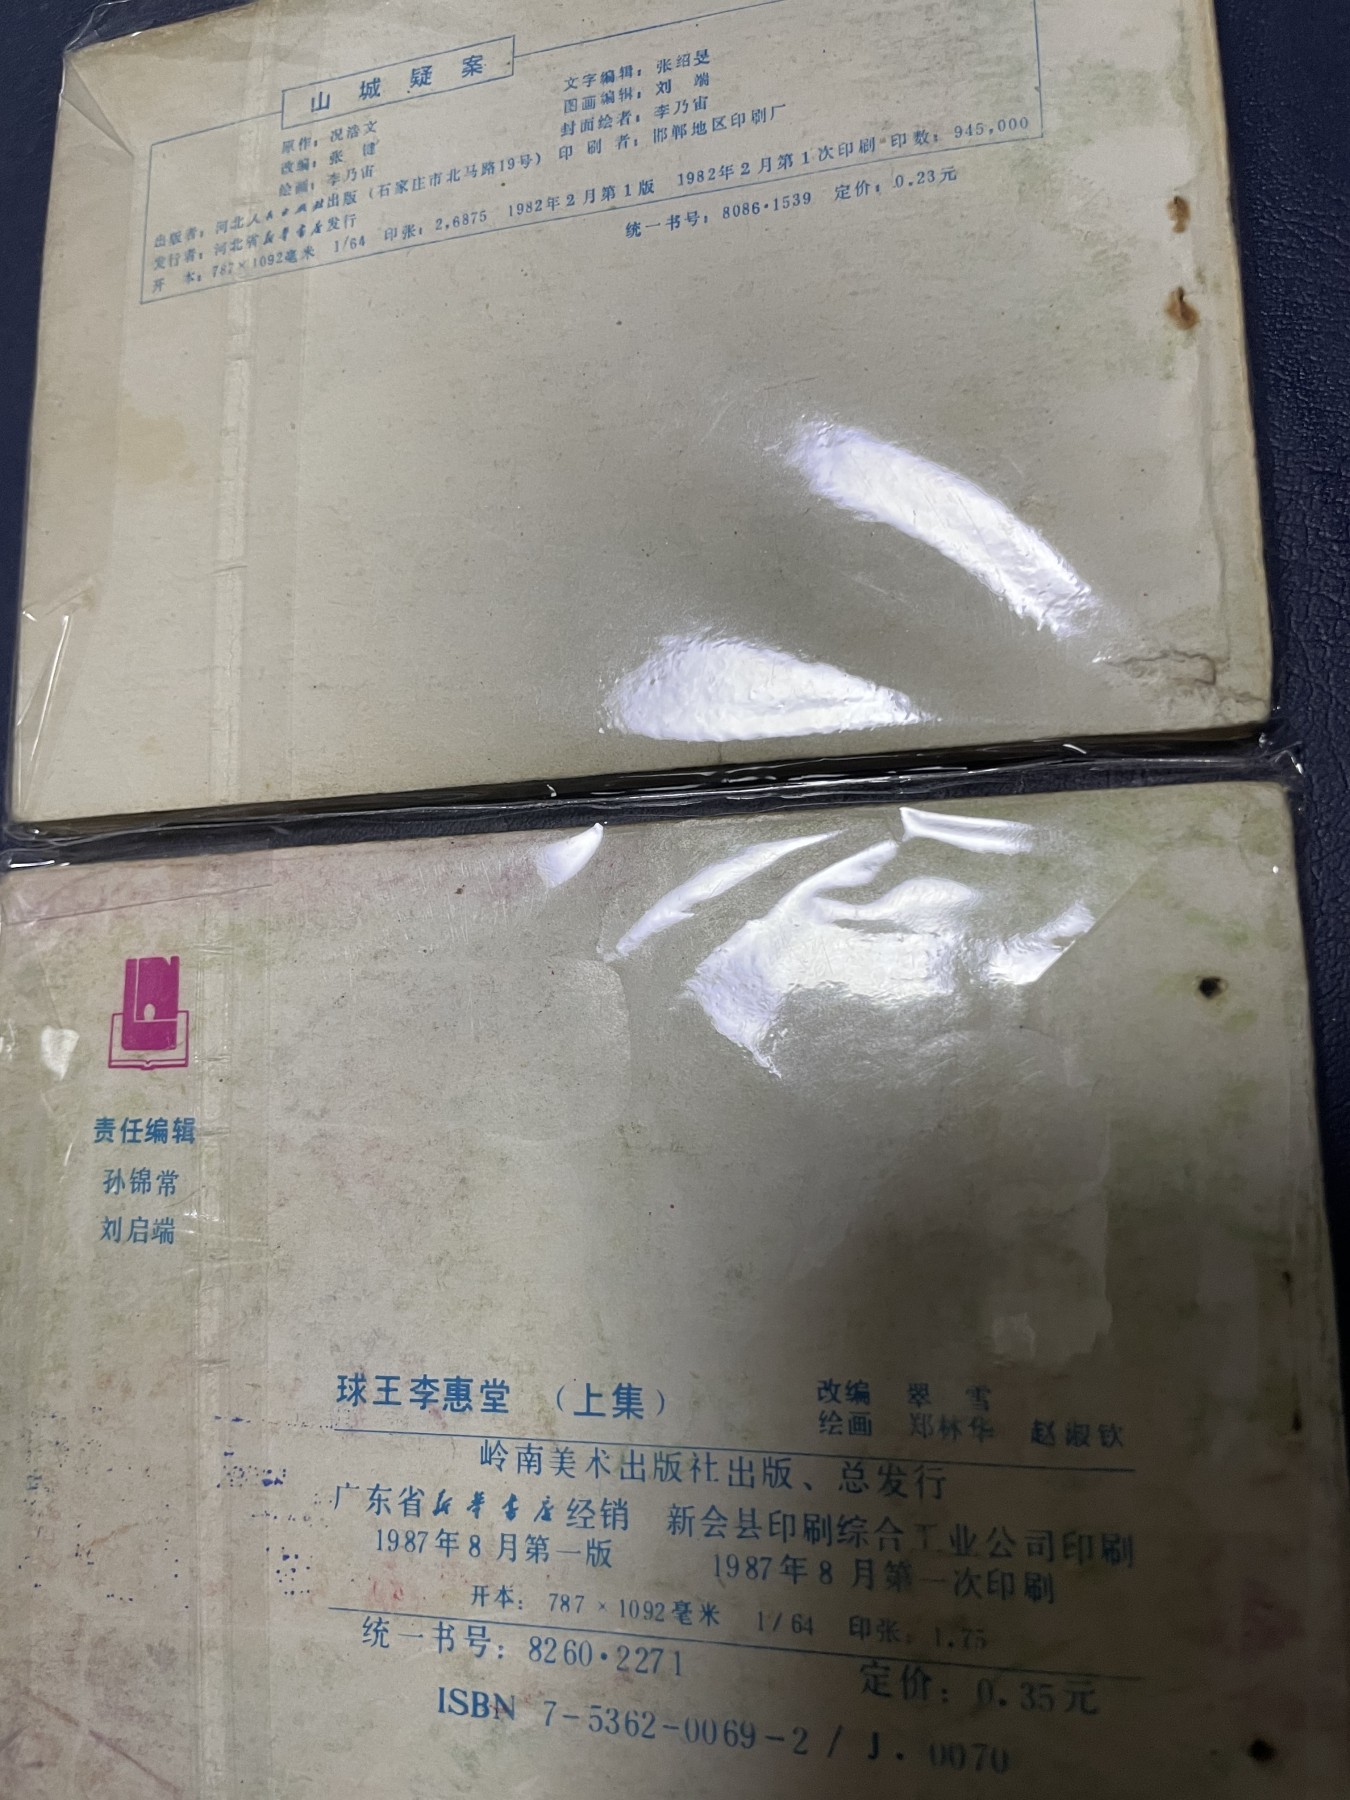 山 城 疑 案
原作：况浩文
改编：张 键
绘画：李乃宙
文字编辑：张绍旻
图画编辑：刘 端
封面绘者：李乃宙
出版者：河北人民出版社出版（石家庄市北马路19号） 印 刷 者：邯郸地区印刷厂
发行者：河北省新华书店发行
开 本：787×1092毫米 1/64 印张：2.6875 1982年2月第1版 1982年2月第1次印刷 印数：945,000
统一书号：8086·1539 定价：0.23元
责任编辑
孙锦常
刘启端
球王李惠堂 （上集）
改编 翠 雪
绘画 郑林华 赵淑钦
岭南美术出版社出版、总发行
广东省新华书店经销 新会县印刷综合工业公司印刷
1987年8月第一版 1987年8月第一次印刷
开本：787×1092毫米 1/64 印张：1.75
统一书号：8260·2271 定价：0.35元
ISBN 7-5362-0069-2/J·0070